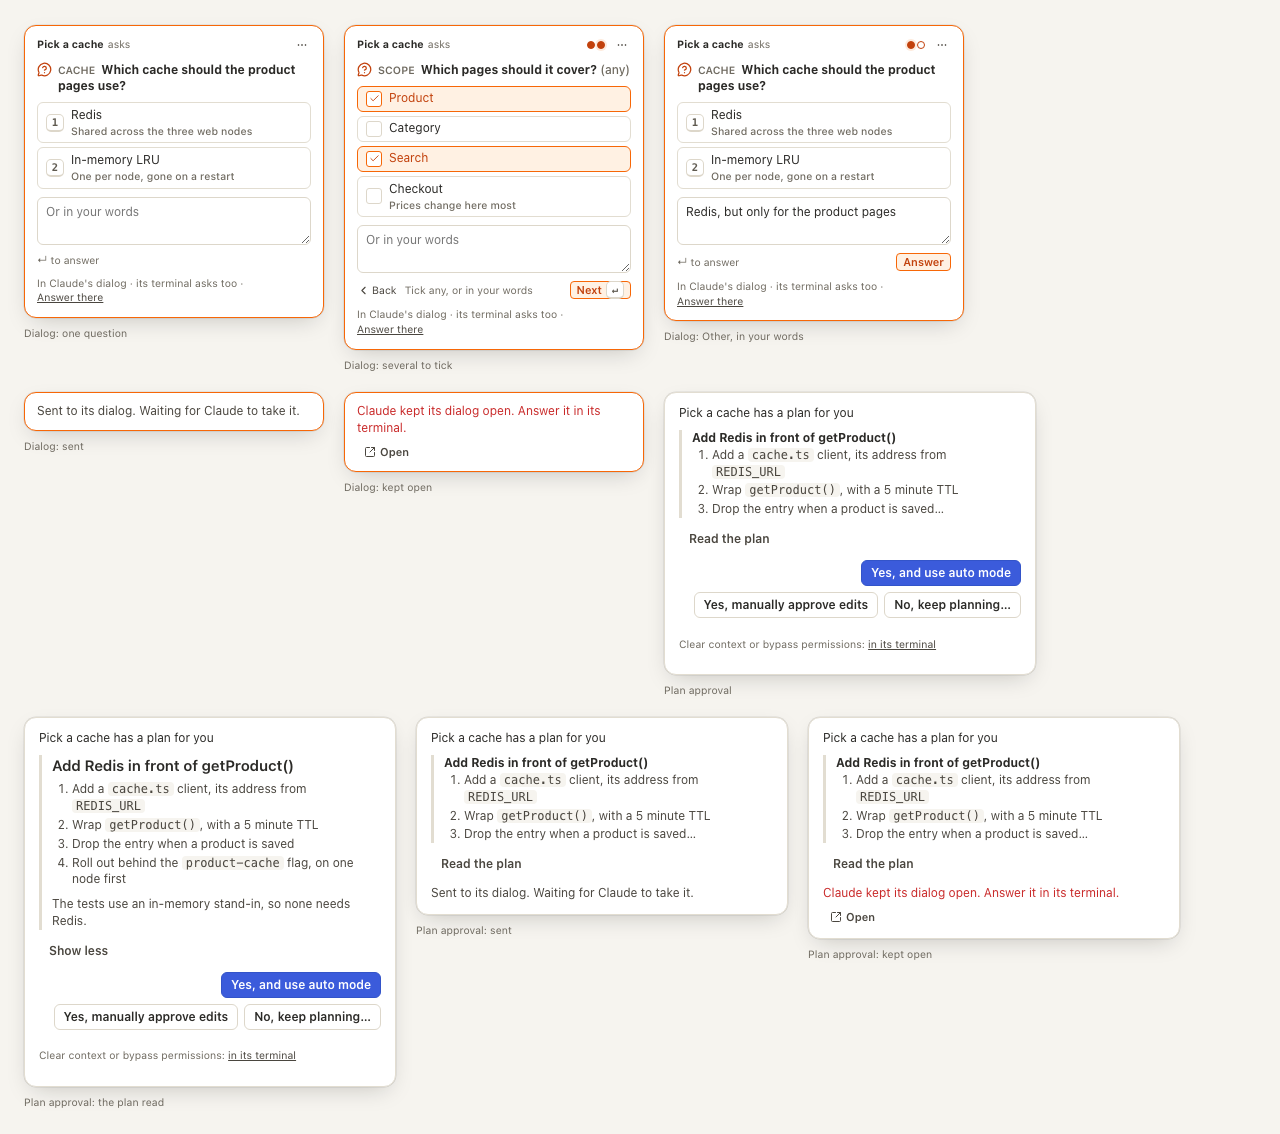 Pick a cache asks
CACHE Which cache should the product
pages use?
1 Redis
Shared across the three web nodes
2 In-memory LRU
One per node, gone on a restart
Or in your words
↵ to answer
In Claude's dialog · its terminal asks too ·
Answer there
Dialog: one question
Pick a cache asks
SCOPE Which pages should it cover? (any)
Product
Category
Search
Checkout
Prices change here most
Or in your words
Back Tick any, or in your words Next ↵
In Claude's dialog · its terminal asks too ·
Answer there
Dialog: several to tick
Pick a cache asks
CACHE Which cache should the product
pages use?
1 Redis
Shared across the three web nodes
2 In-memory LRU
One per node, gone on a restart
Redis, but only for the product pages
↵ to answer Answer
In Claude's dialog · its terminal asks too ·
Answer there
Dialog: Other, in your words
Sent to its dialog. Waiting for Claude to take it.
Dialog: sent
Claude kept its dialog open. Answer it in its
terminal.
Open
Dialog: kept open
Pick a cache has a plan for you
Add Redis in front of getProduct()
1. Add a cache.ts client, its address from
REDIS_URL
2. Wrap getProduct(), with a 5 minute TTL
3. Drop the entry when a product is saved…
Read the plan
Yes, and use auto mode
Yes, manually approve edits No, keep planning…
Clear context or bypass permissions: in its terminal
Plan approval
Pick a cache has a plan for you
Add Redis in front of getProduct()
1. Add a cache.ts client, its address from
REDIS_URL
2. Wrap getProduct(), with a 5 minute TTL
3. Drop the entry when a product is saved
4. Roll out behind the product-cache flag, on one
node first
The tests use an in-memory stand-in, so none needs
Redis.
Show less
Yes, and use auto mode
Yes, manually approve edits No, keep planning…
Clear context or bypass permissions: in its terminal
Plan approval: the plan read
Pick a cache has a plan for you
Add Redis in front of getProduct()
1. Add a cache.ts client, its address from
REDIS_URL
2. Wrap getProduct(), with a 5 minute TTL
3. Drop the entry when a product is saved…
Read the plan
Sent to its dialog. Waiting for Claude to take it.
Plan approval: sent
Pick a cache has a plan for you
Add Redis in front of getProduct()
1. Add a cache.ts client, its address from
REDIS_URL
2. Wrap getProduct(), with a 5 minute TTL
3. Drop the entry when a product is saved…
Read the plan
Claude kept its dialog open. Answer it in its terminal.
Open
Plan approval: kept open